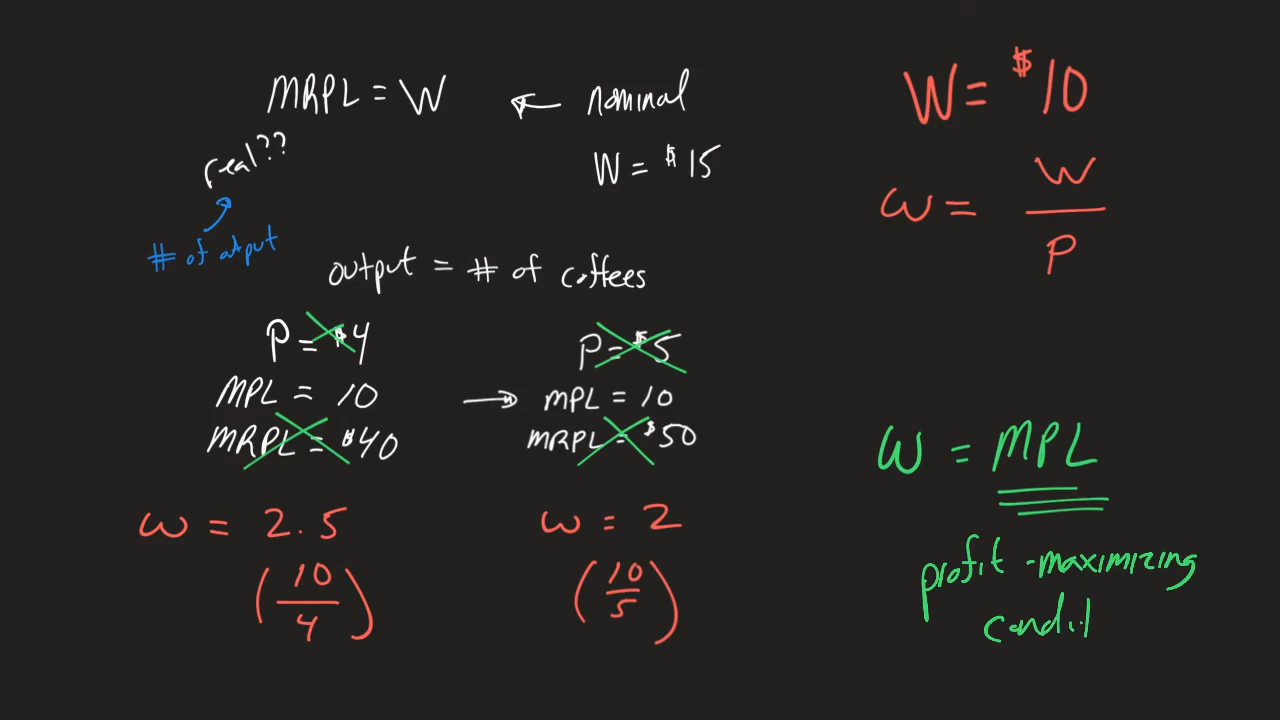 MRPL = W ← nominal
real??
W = $15
# of output
output = # of coffees
P = $4
MPL = 10
MRPL = $40
w = 2.5
(10/4)
→
P = $5
MPL = 10
MRPL = $50
w = 2
(10/5)
W = $10
w = W/P
w = MPL
profit-maximizing
condit